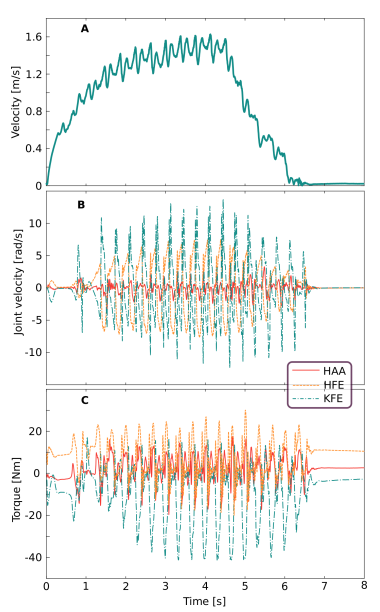 A
Velocity [m/s]
1.6
1.2
0.8
0.4
0
B
Joint velocity [rad/s]
10
5
0
-5
-10
HAA
HFE
KFE
C
Torque [Nm]
20
0
-20
-40
0 1 2 3 4 5 6 7 8
Time [s]